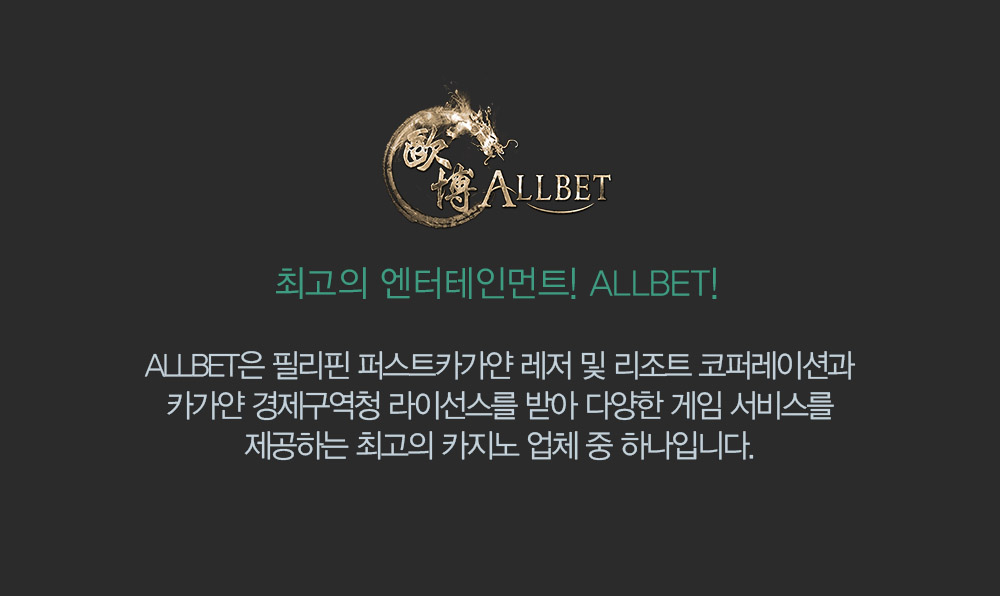 歐博 ALLBET
최고의 엔터테인먼트! ALLBET!
ALLBET은 필리핀 퍼스트카가얀 레저 및 리조트 코퍼레이션과
카가얀 경제구역청 라이선스를 받아 다양한 게임 서비스를
제공하는 최고의 카지노 업체 중 하나입니다.